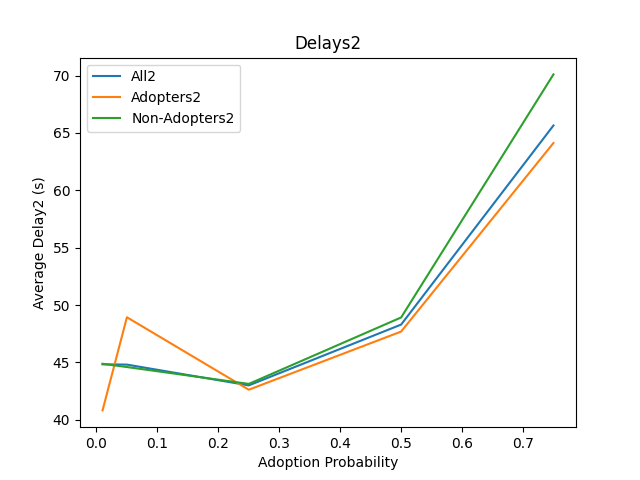 Delays2
All2
Adopters2
Non-Adopters2
70
65
60
55
50
45
40
Average Delay2 (s)
0.0 0.1 0.2 0.3 0.4 0.5 0.6 0.7
Adoption Probability